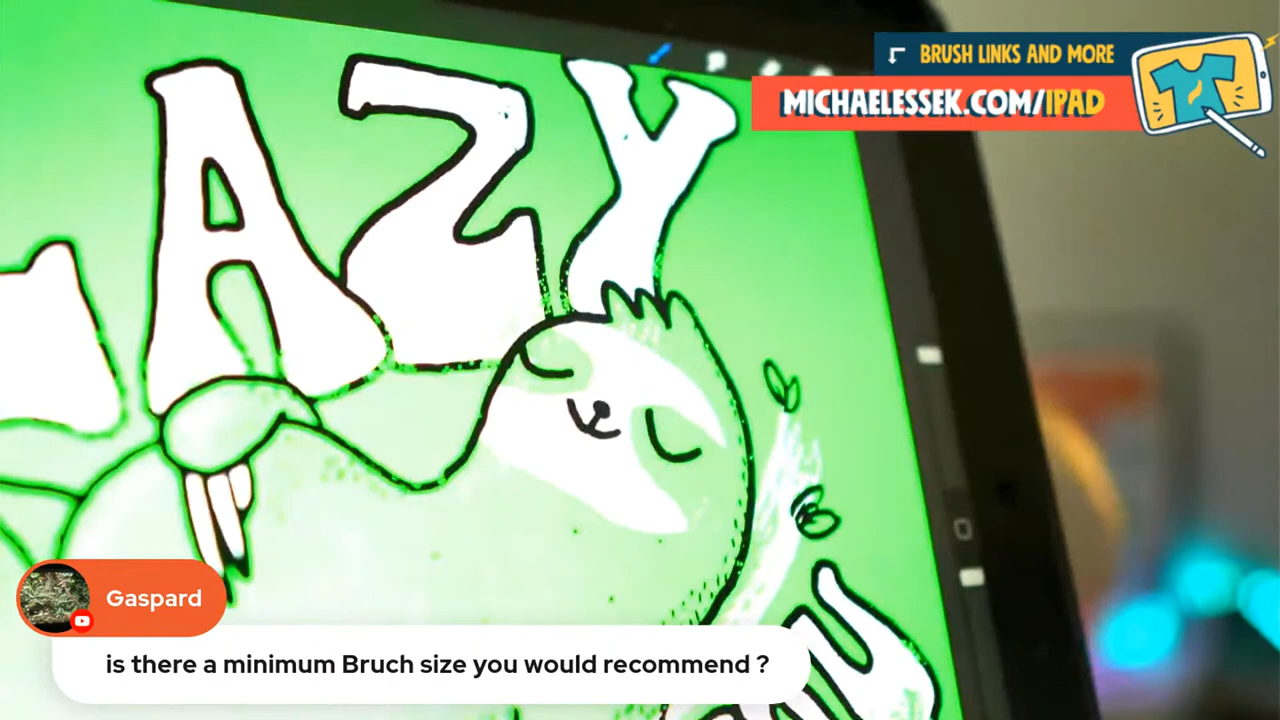 BRUSH LINKS AND MORE
MICHAELESSEK.COM/IPAD
AZY
Gaspard
is there a minimum Bruch size you would recommend ?